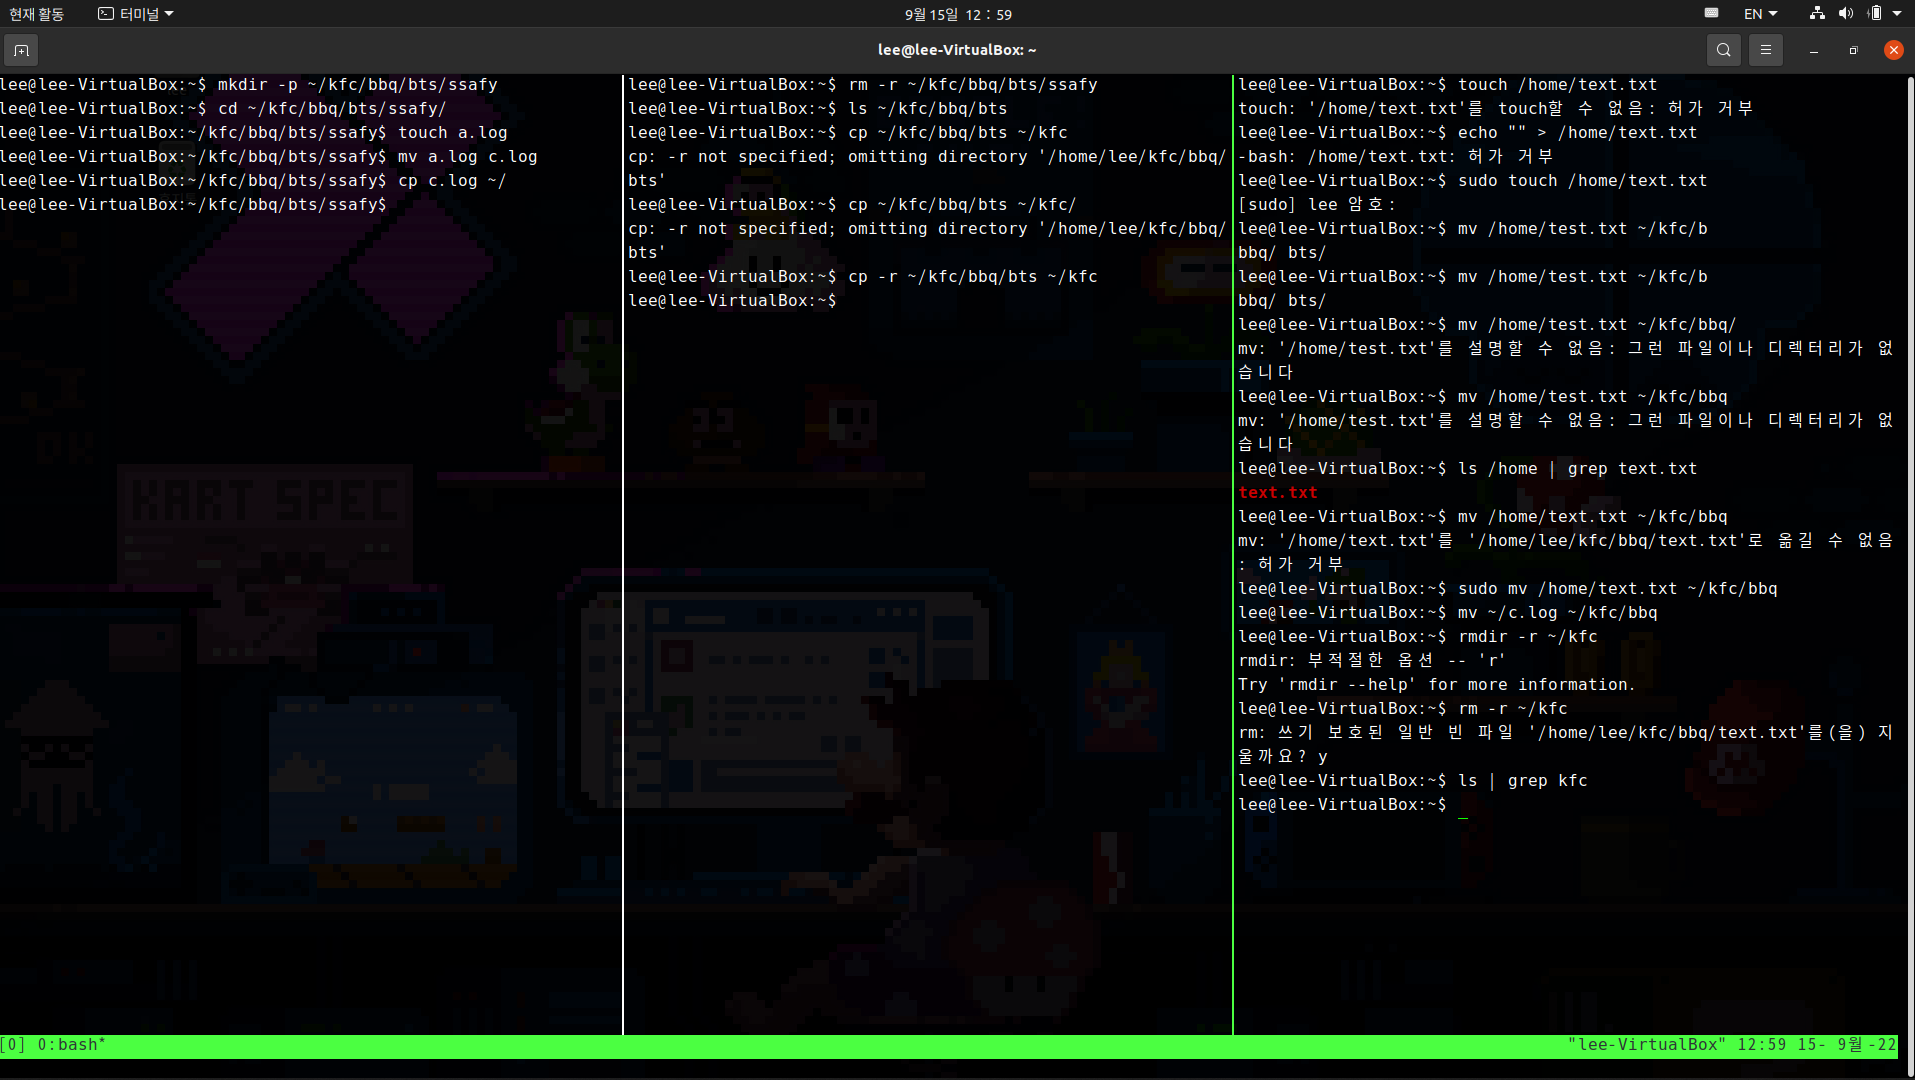 현재 활동
터미널
9월 15일 12 : 59
EN
lee@lee-VirtualBox: ~
lee@lee-VirtualBox:~$ mkdir -p ~/kfc/bbq/bts/ssafy
lee@lee-VirtualBox:~$ cd ~/kfc/bbq/bts/ssafy/
lee@lee-VirtualBox:~/kfc/bbq/bts/ssafy$ touch a.log
lee@lee-VirtualBox:~/kfc/bbq/bts/ssafy$ mv a.log c.log
lee@lee-VirtualBox:~/kfc/bbq/bts/ssafy$ cp c.log ~/
lee@lee-VirtualBox:~/kfc/bbq/bts/ssafy$
lee@lee-VirtualBox:~$ rm -r ~/kfc/bbq/bts/ssafy
lee@lee-VirtualBox:~$ ls ~/kfc/bbq/bts
lee@lee-VirtualBox:~$ cp ~/kfc/bbq/bts ~/kfc
cp: -r not specified; omitting directory '/home/lee/kfc/bbq/
bts'
lee@lee-VirtualBox:~$ cp ~/kfc/bbq/bts ~/kfc/
cp: -r not specified; omitting directory '/home/lee/kfc/bbq/
bts'
lee@lee-VirtualBox:~$ cp -r ~/kfc/bbq/bts ~/kfc
lee@lee-VirtualBox:~$
lee@lee-VirtualBox:~$ touch /home/text.txt
touch: '/home/text.txt'를 touch할 수 없음: 허가 거부
lee@lee-VirtualBox:~$ echo "" > /home/text.txt
-bash: /home/text.txt: 허가 거부
lee@lee-VirtualBox:~$ sudo touch /home/text.txt
[sudo] lee 암호:
lee@lee-VirtualBox:~$ mv /home/test.txt ~/kfc/b
bbq/ bts/
lee@lee-VirtualBox:~$ mv /home/test.txt ~/kfc/b
bbq/ bts/
lee@lee-VirtualBox:~$ mv /home/test.txt ~/kfc/bbq/
mv: '/home/test.txt'를 설명할 수 없음: 그런 파일이나 디렉터리가 없
습니다
lee@lee-VirtualBox:~$ mv /home/test.txt ~/kfc/bbq
mv: '/home/test.txt'를 설명할 수 없음: 그런 파일이나 디렉터리가 없
습니다
lee@lee-VirtualBox:~$ ls /home | grep text.txt
text.txt
lee@lee-VirtualBox:~$ mv /home/text.txt ~/kfc/bbq
mv: '/home/text.txt'를 '/home/lee/kfc/bbq/text.txt'로 옮길 수 없음
: 허가 거부
lee@lee-VirtualBox:~$ sudo mv /home/text.txt ~/kfc/bbq
lee@lee-VirtualBox:~$ mv ~/c.log ~/kfc/bbq
lee@lee-VirtualBox:~$ rmdir -r ~/kfc
rmdir: 부적절한 옵션 -- 'r'
Try 'rmdir --help' for more information.
lee@lee-VirtualBox:~$ rm -r ~/kfc
rm: 쓰기 보호된 일반 빈 파일 '/home/lee/kfc/bbq/text.txt'를(을) 지
울까요? y
lee@lee-VirtualBox:~$ ls | grep kfc
lee@lee-VirtualBox:~$
KART SPEC
[0] 0:bash*
"lee-VirtualBox" 12:59 15- 9월-22